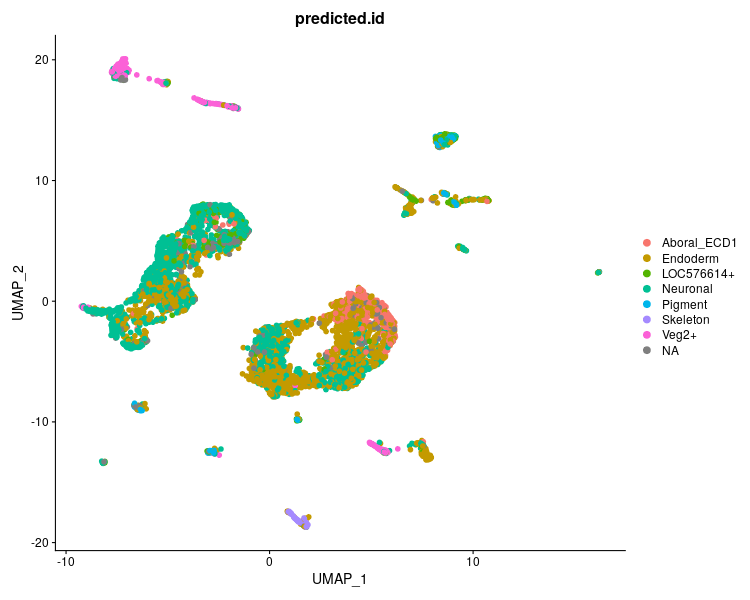 predicted.id
20
10
0
-10
-20
UMAP_2
-10
0
10
UMAP_1
Aboral_ECD1
Endoderm
LOC576614+
Neuronal
Pigment
Skeleton
Veg2+
NA